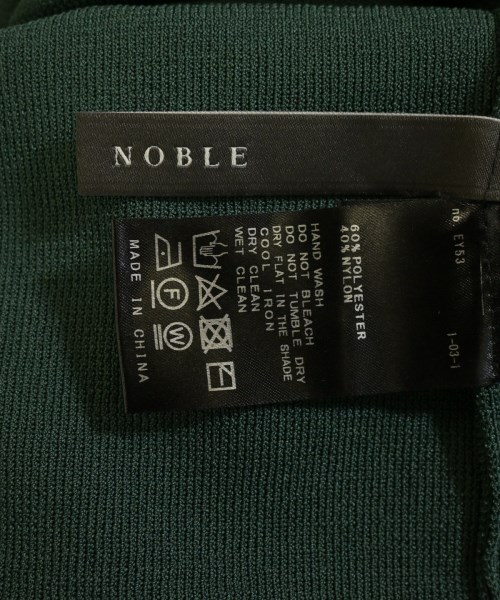 NOBLE
no. EY53
1-03-1
60% POLYESTER
40% NYLON
HAND WASH
DO NOT BLEACH
DO NOT TUMBLE DRY
DRY FLAT IN THE SHADE
COOL IRON
DRY CLEAN
WET CLEAN
F
W
MADE IN CHINA